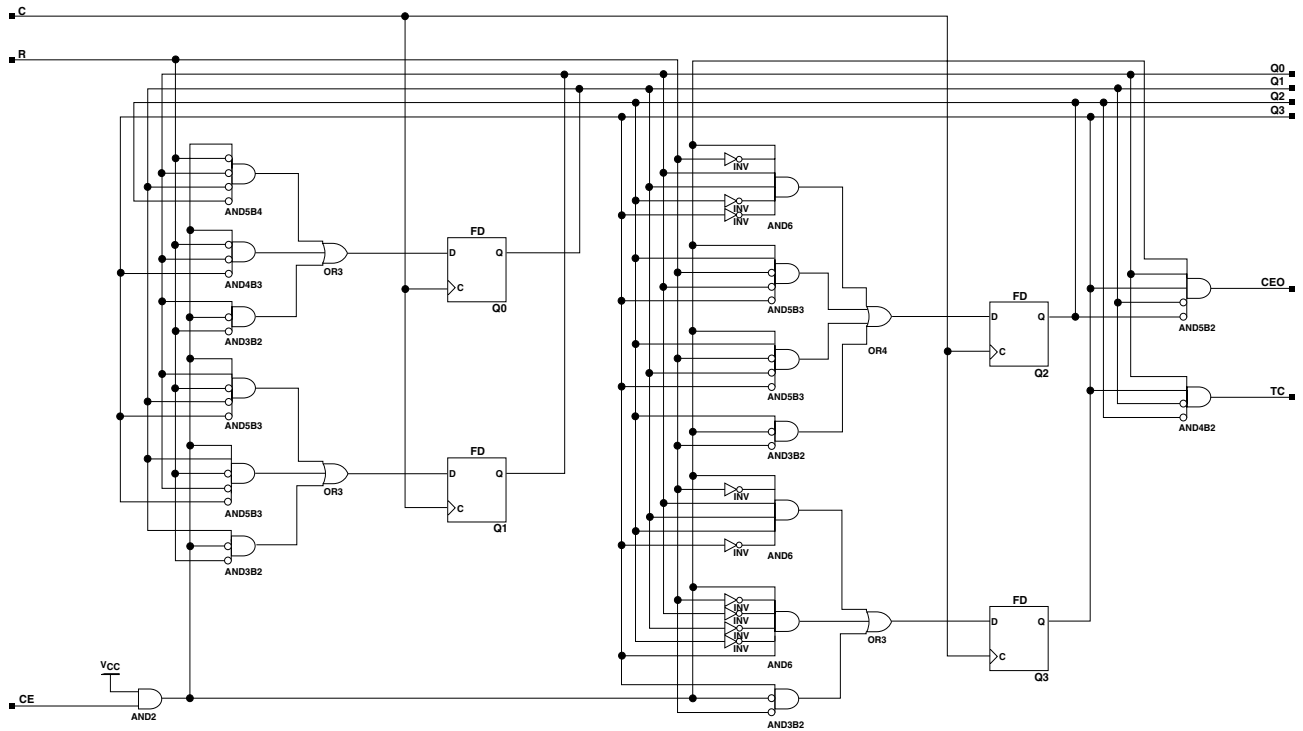 C
R
Q0
Q1
Q2
Q3
INV
INV
INV
AND5B4
AND6
FD
D
Q
C
Q0
OR3
AND4B3
CEO
AND5B3
FD
D
Q
C
Q2
OR4
AND5B2
AND3B2
AND5B3
TC
AND4B2
AND5B3
AND3B2
FD
D
Q
C
Q1
OR3
INV
AND5B3
AND6
INV
AND3B2
INV
INV
INV
INV
FD
D
Q
C
Q3
OR3
AND6
VCC
CE
AND2
AND3B2